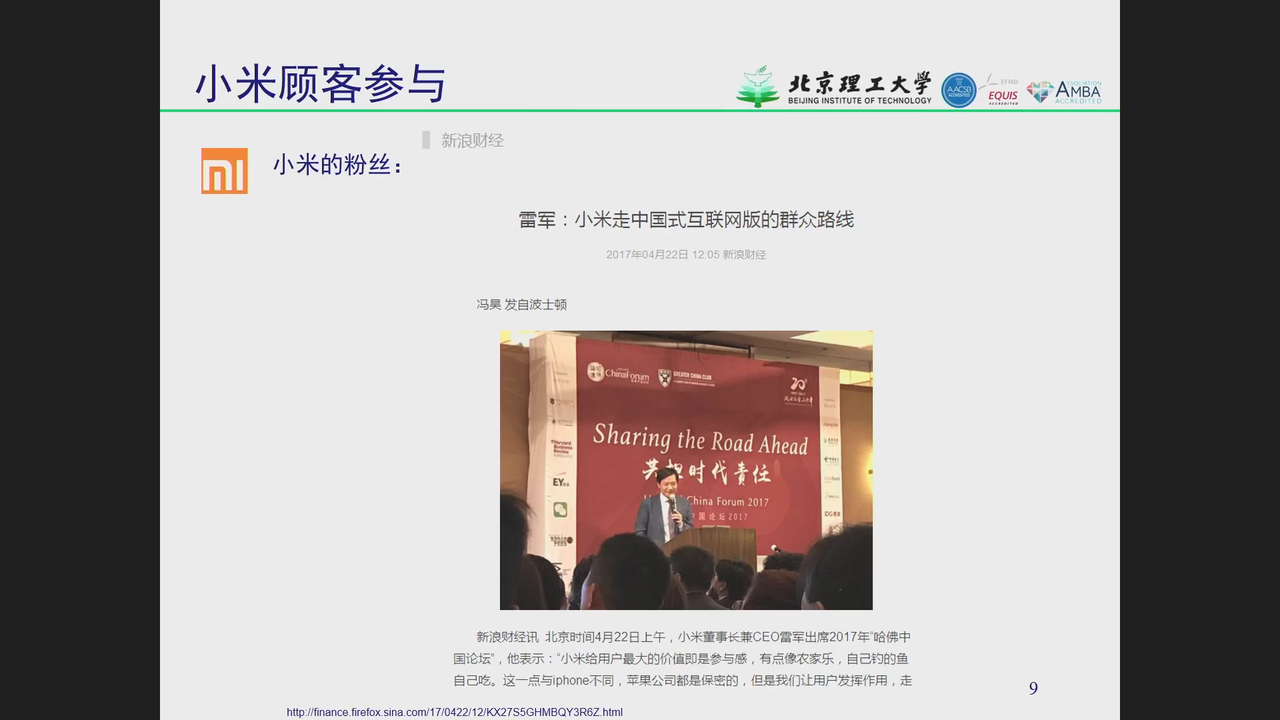 小米顾客参与
北京理工大学
BEIJING INSTITUTE OF TECHNOLOGY
AACSB
ACCREDITED
EFMD
EQUIS
ACCREDITED
ASSOCIATION
AMBA
ACCREDITED
新浪财经
小米的粉丝：
雷军：小米走中国式互联网版的群众路线
2017年04月22日 12:05 新浪财经
冯昊 发自波士顿
ChinaForum
GREATER CHINA CLUB
Sharing the Road Ahead
共担时代责任
China Forum 2017
中国论坛2017
Harvard
Business
Review
EY
新浪财经讯 北京时间4月22日上午，小米董事长兼CEO雷军出席2017年“哈佛中
国论坛”，他表示：“小米给用户最大的价值即是参与感，有点像农家乐，自己钓的鱼
自己吃。这一点与iphone不同，苹果公司都是保密的，但是我们让用户发挥作用，走
9
http://finance.firefox.sina.com/17/0422/12/KX27S5GHMBQY3R6Z.html